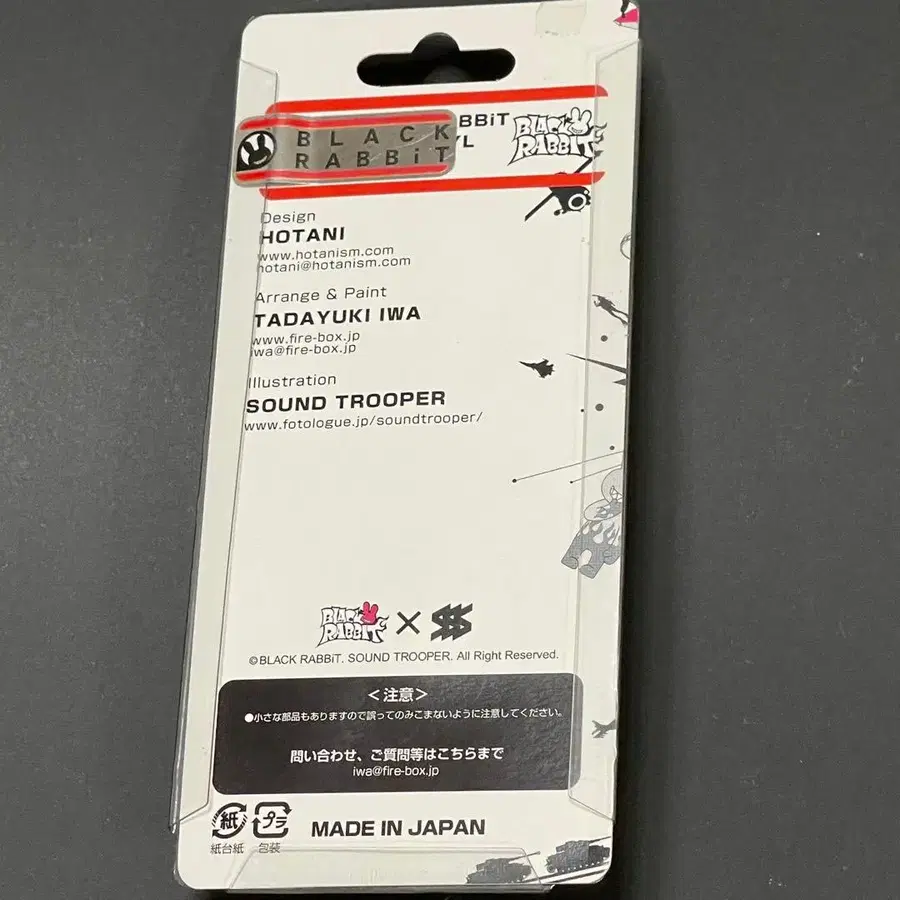 BLACK
RABBiT
BBiT
YL
BLACK
RABBiT
Design
HOTANI
www.hotanism.com
hotani@hotanism.com
Arrange & Paint
TADAYUKI IWA
www.fire-box.jp
iwa@fire-box.jp
Illustration
SOUND TROOPER
www.fotologue.jp/soundtrooper/
BLACK
RABBiT ×
©BLACK RABBiT. SOUND TROOPER. All Right Reserved.
<注意>
●小さな部品もありますので誤ってのみこまないように注意してください。
問い合わせ、ご質問等はこちらまで
iwa@fire-box.jp
紙 プラ
紙台紙 包装
MADE IN JAPAN